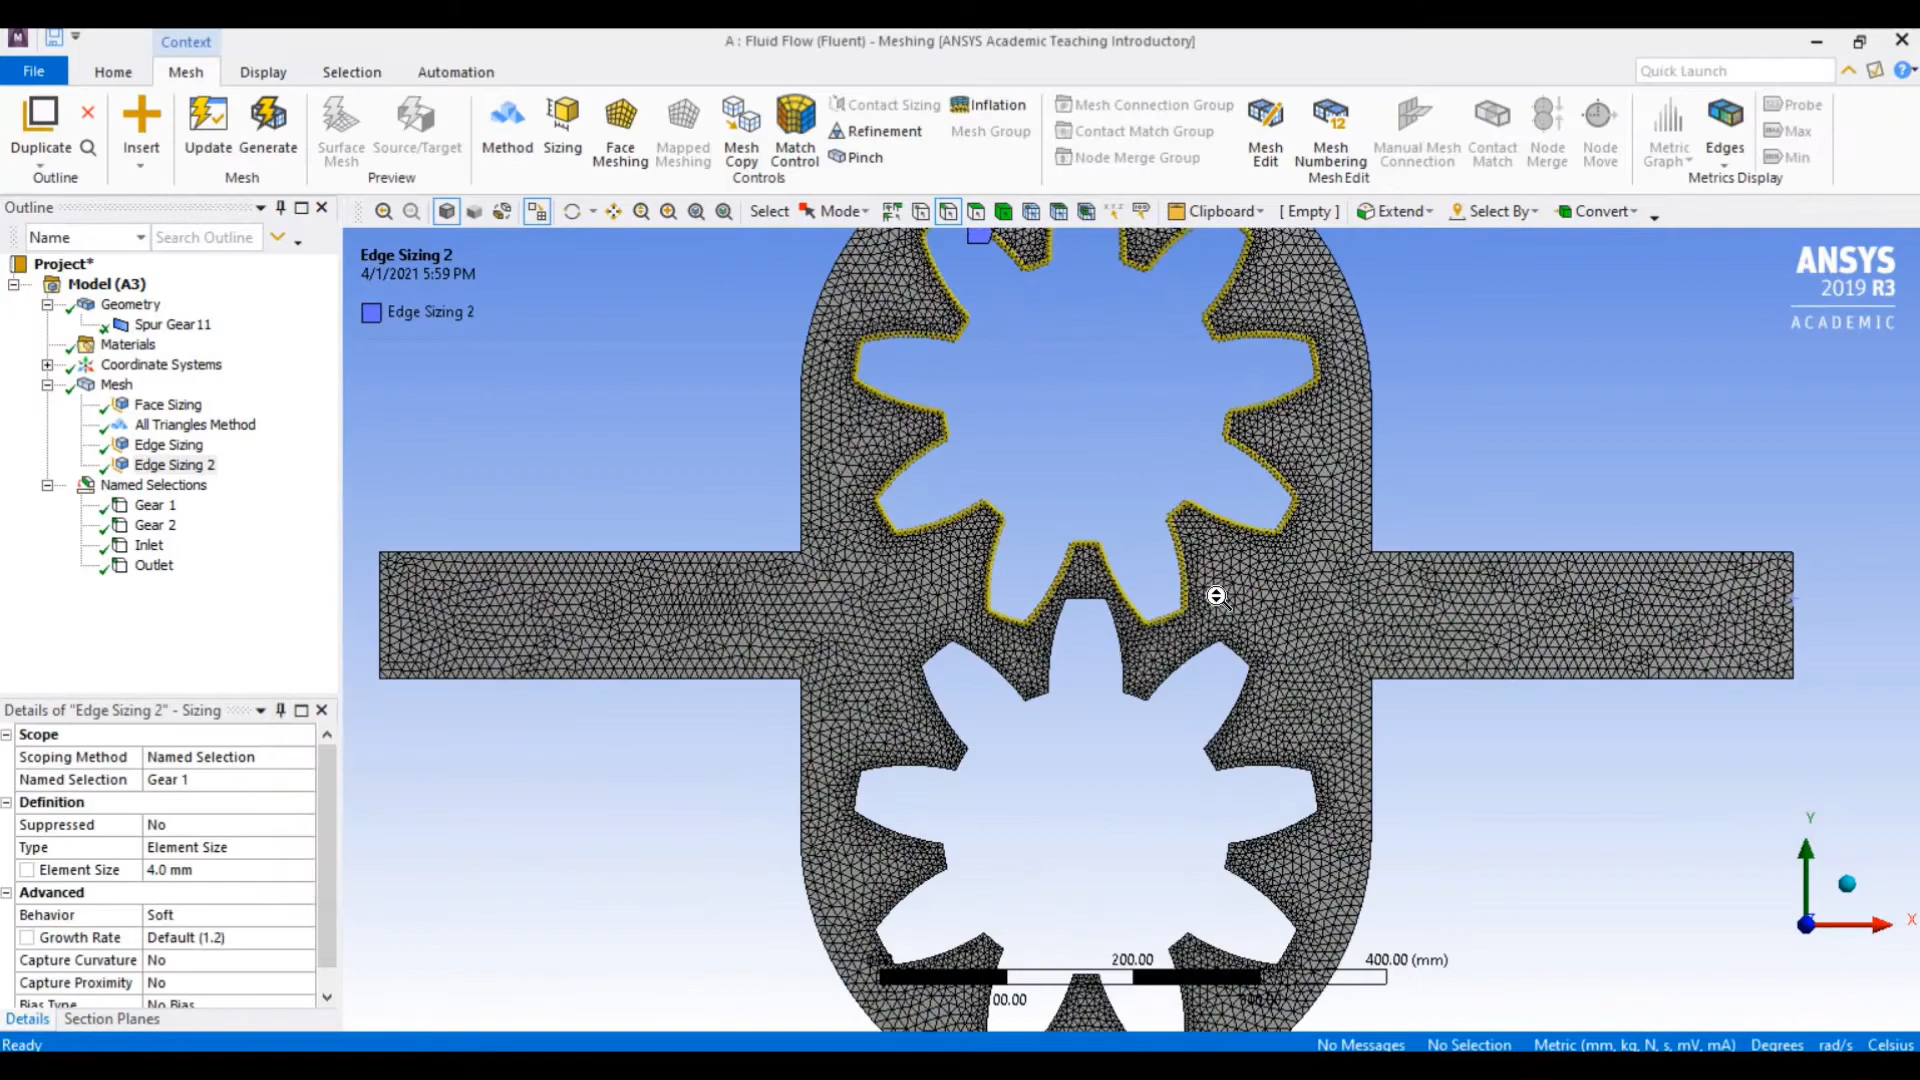 Context
A : Fluid Flow (Fluent) - Meshing [ANSYS Academic Teaching Introductory]
File Home Mesh Display Selection Automation
Quick Launch
Duplicate
Outline
Insert
Update Generate
Mesh
Surface Mesh
Source/Target
Preview
Method
Sizing
Face Meshing
Mapped Meshing
Mesh Copy
Match Control
Contact Sizing
Refinement
Pinch
Inflation
Mesh Group
Controls
Mesh Connection Group
Contact Match Group
Node Merge Group
Mesh Edit
Mesh Numbering
Manual Mesh Connection
Contact Match
Node Merge
Node Move
Mesh Edit
Metric Graph
Edges
Probe
Max
Min
Metrics Display
Outline
Name
Search Outline
Select Mode Clipboard [ Empty ] Extend Select By Convert
Project*
Model (A3)
Geometry
Spur Gear11
Materials
Coordinate Systems
Mesh
Face Sizing
All Triangles Method
Edge Sizing
Edge Sizing 2
Named Selections
Gear 1
Gear 2
Inlet
Outlet
Edge Sizing 2
4/1/2021 5:59 PM
Edge Sizing 2
ANSYS
2019 R3
ACADEMIC
Details of "Edge Sizing 2" - Sizing
Scope
Scoping Method Named Selection
Named Selection Gear 1
Definition
Suppressed No
Type Element Size
Element Size 4.0 mm
Advanced
Behavior Soft
Growth Rate Default (1.2)
Capture Curvature No
Capture Proximity No
Bias Type No Bias
Details Section Planes
200.00 400.00 (mm)
Y
X
Ready
No Messages No Selection Metric (mm, kg, N, s, mV, mA) Degrees rad/s Celsius